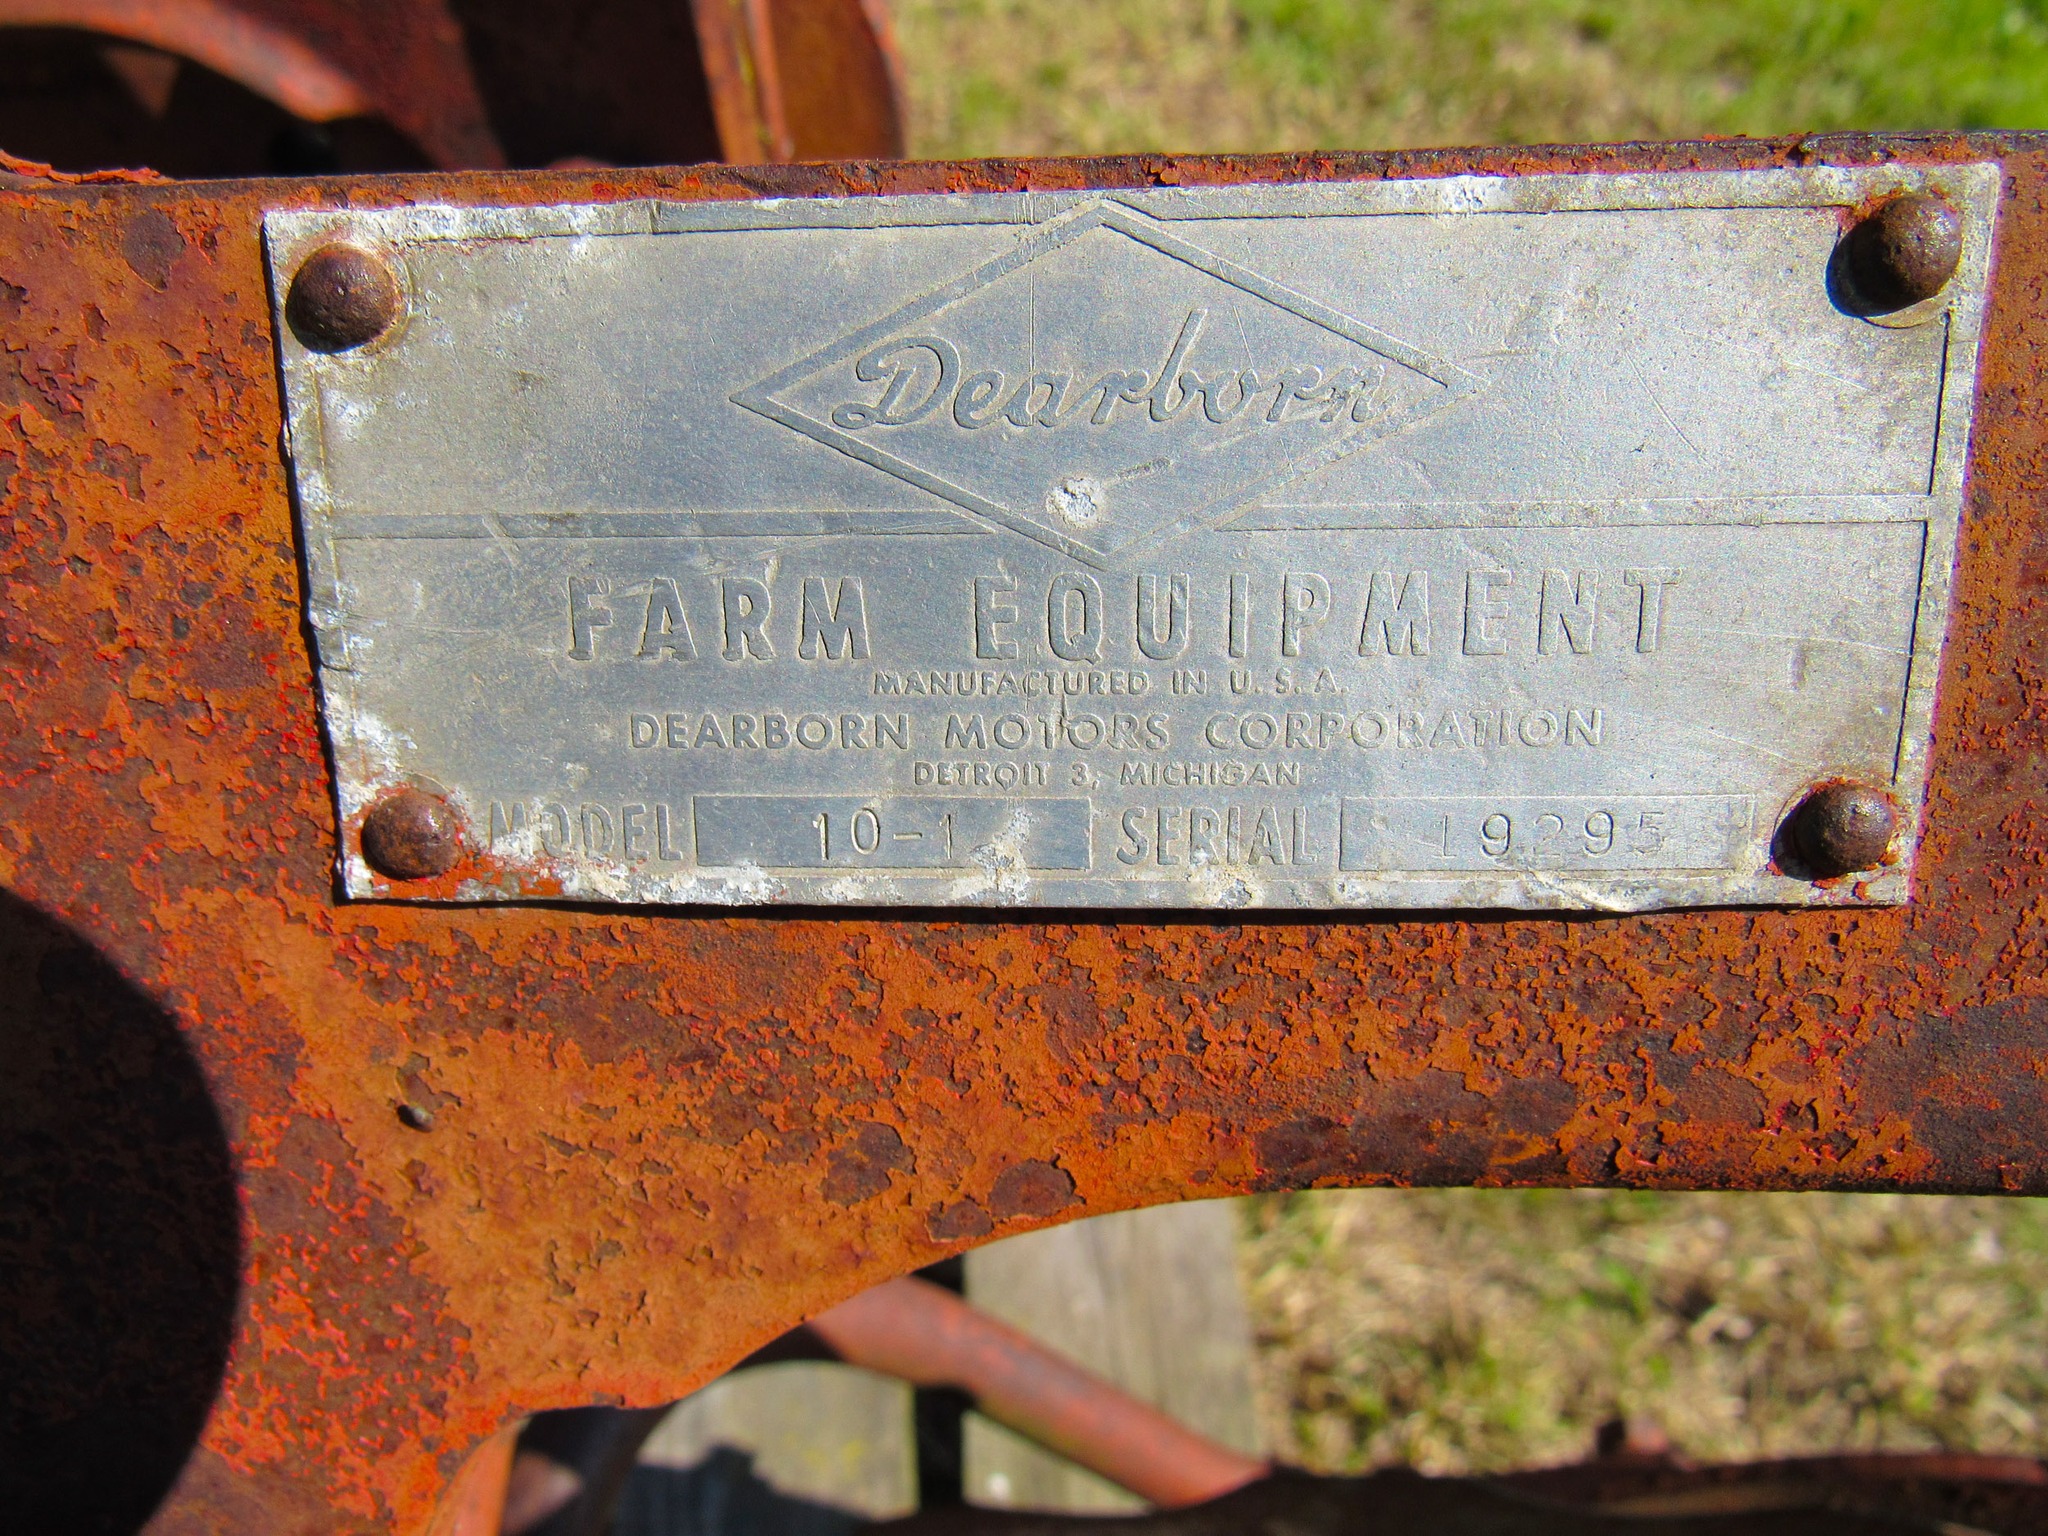 Dearborn
FARM EQUIPMENT
MANUFACTURED IN U. S. A.
DEARBORN MOTORS CORPORATION
DETROIT 3, MICHIGAN
MODEL 10-1 SERIAL 19295